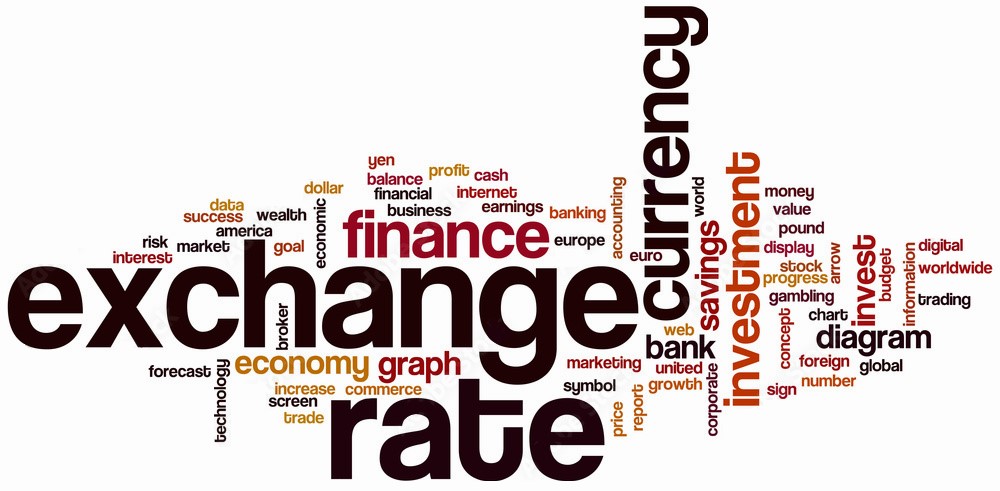 currency
yen
balance
profit
cash
financial
internet
dollar
business
earnings
data
success
wealth
economic
america
banking
accounting
world
investment
money
value
pound
finance
europe
risk
market
goal
interest
euro
savings
display
stock
progress
arrow
invest
budget
information
digital
worldwide
exchange
gambling
trading
broker
web
bank
concept
chart
diagram
forecast
technology
economy
graph
marketing
united
corporate
foreign
global
increase
commerce
symbol
growth
number
sign
screen
trade
rate
price
report